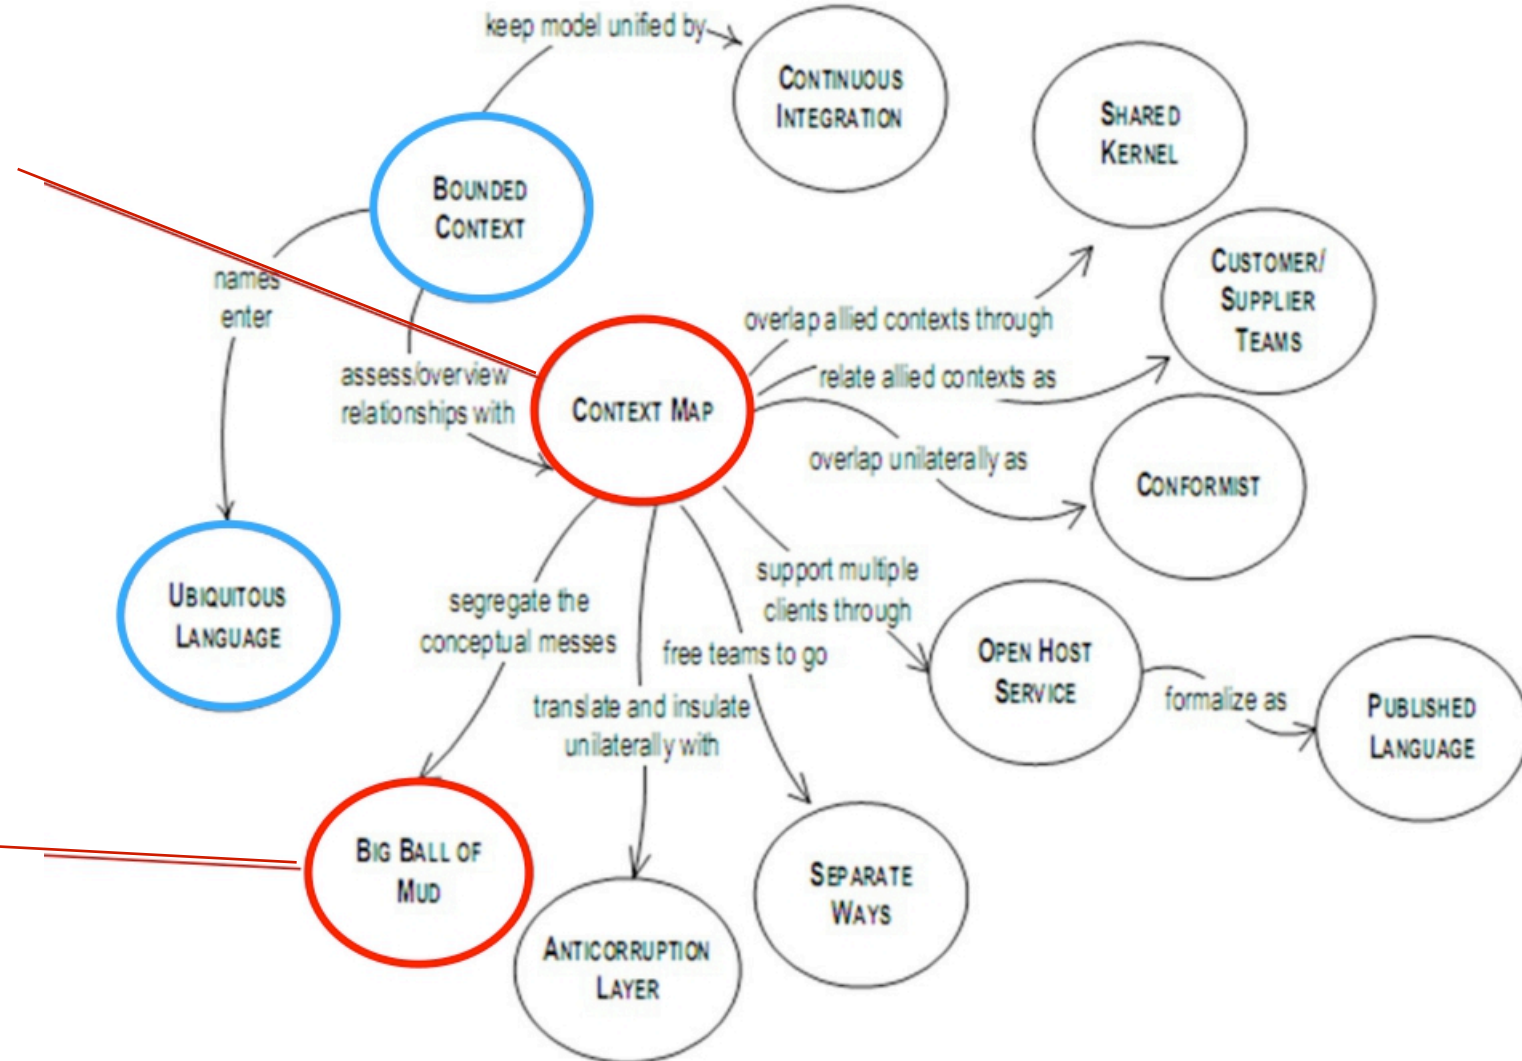 keep model unified by
CONTINUOUS
INTEGRATION
SHARED
KERNEL
BOUNDED
CONTEXT
CUSTOMER/
SUPPLIER
TEAMS
names
enter
overlap allied contexts through
assess/overview
relationships with
relate allied contexts as
CONTEXT MAP
overlap unilaterally as
CONFORMIST
UBIQUITOUS
LANGUAGE
segregate the
conceptual messes
support multiple
clients through
free teams to go
OPEN HOST
SERVICE
formalize as
PUBLISHED
LANGUAGE
translate and insulate
unilaterally with
BIG BALL OF
MUD
SEPARATE
WAYS
ANTICORRUPTION
LAYER